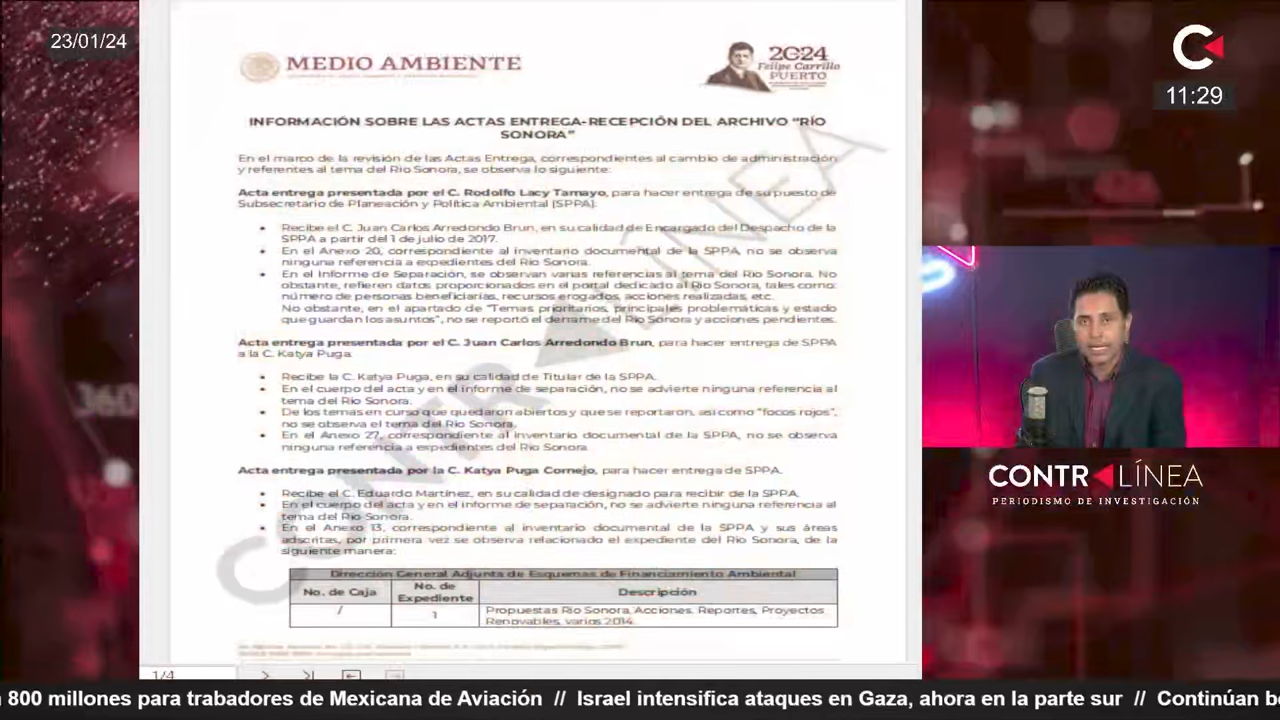 23/01/24
MEDIO AMBIENTE
2024
Felipe Carrillo
PUERTO
C
11:29
INFORMACIÓN SOBRE LAS ACTAS ENTREGA-RECEPCIÓN DEL ARCHIVO “RÍO
SONORA”
En el marco de la revisión de las Actas Entrega, correspondientes al cambio de administración
y referentes al tema del Río Sonora, se observa lo siguiente:
Acta entrega presentada por el C. Rodolfo Lacy Tamayo, para hacer entrega de su puesto de
Subsecretario de Planeación y Política Ambiental (SPPA):
• Recibe el C. Juan Carlos Arredondo Brun, en su calidad de Encargado del Despacho de la
SPPA a partir del 1 de julio de 2017.
• En el Anexo 20, correspondiente al inventario documental de la SPPA, no se observa
ninguna referencia a expedientes del Río Sonora.
• En el Informe de Separación, se observan varias referencias al tema del Río Sonora. No
obstante, refieren datos proporcionados en el portal dedicado al Río Sonora, tales como:
número de personas beneficiarias, recursos erogados, acciones realizadas, etc.
No obstante, en el apartado de “Temas prioritarios, principales problemáticas y estado
que guardan los asuntos”, no se reportó el derrame del Río Sonora y acciones pendientes.
Acta entrega presentada por el C. Juan Carlos Arredondo Brun, para hacer entrega de SPPA
a la C. Katya Puga.
• Recibe la C. Katya Puga, en su calidad de Titular de la SPPA.
• En el cuerpo del acta y en el informe de separación, no se advierte ninguna referencia al
tema del Río Sonora.
• De los temas en curso que quedaron abiertos y que se reportaron, así como “focos rojos”,
no se observa el tema del Río Sonora.
• En el Anexo 27, correspondiente al inventario documental de la SPPA, no se observa
ninguna referencia a expedientes del Río Sonora.
Acta entrega presentada por la C. Katya Puga Cornejo, para hacer entrega de SPPA.
• Recibe el C. Eduardo Martínez, en su calidad de designado para recibir de la SPPA.
• En el cuerpo del acta y en el informe de separación, no se advierte ninguna referencia al
tema del Río Sonora.
• En el Anexo 13, correspondiente al inventario documental de la SPPA y sus áreas
adscritas, por primera vez se observa relacionado el expediente del Río Sonora, de la
siguiente manera:
Dirección General Adjunta de Esquemas de Financiamiento Ambiental
No. de Caja No. de Expediente Descripción
/ 1 Propuestas Río Sonora, Acciones, Reportes, Proyectos
Renovables, varios 2014.
1/4
CONTRALÍNEA
CONTRALÍNEA
PERIODISMO DE INVESTIGACIÓN
800 millones para trabadores de Mexicana de Aviación // Israel intensifica ataques en Gaza, ahora en la parte sur // Continúan